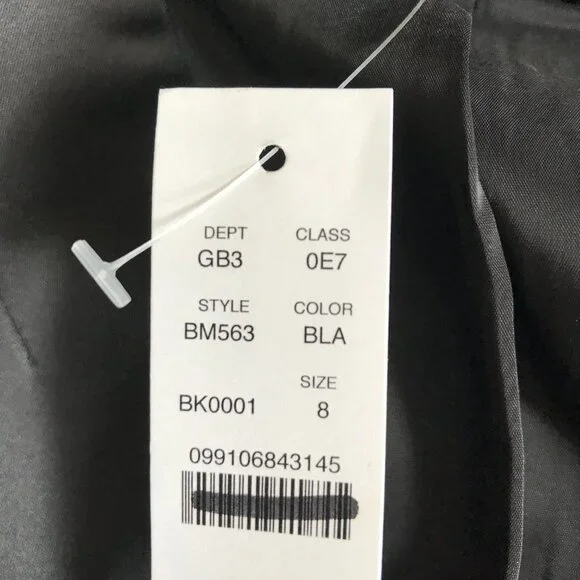 DEPT CLASS
GB3 0E7
STYLE COLOR
BM563 BLA
SIZE
BK0001 8
099106843145